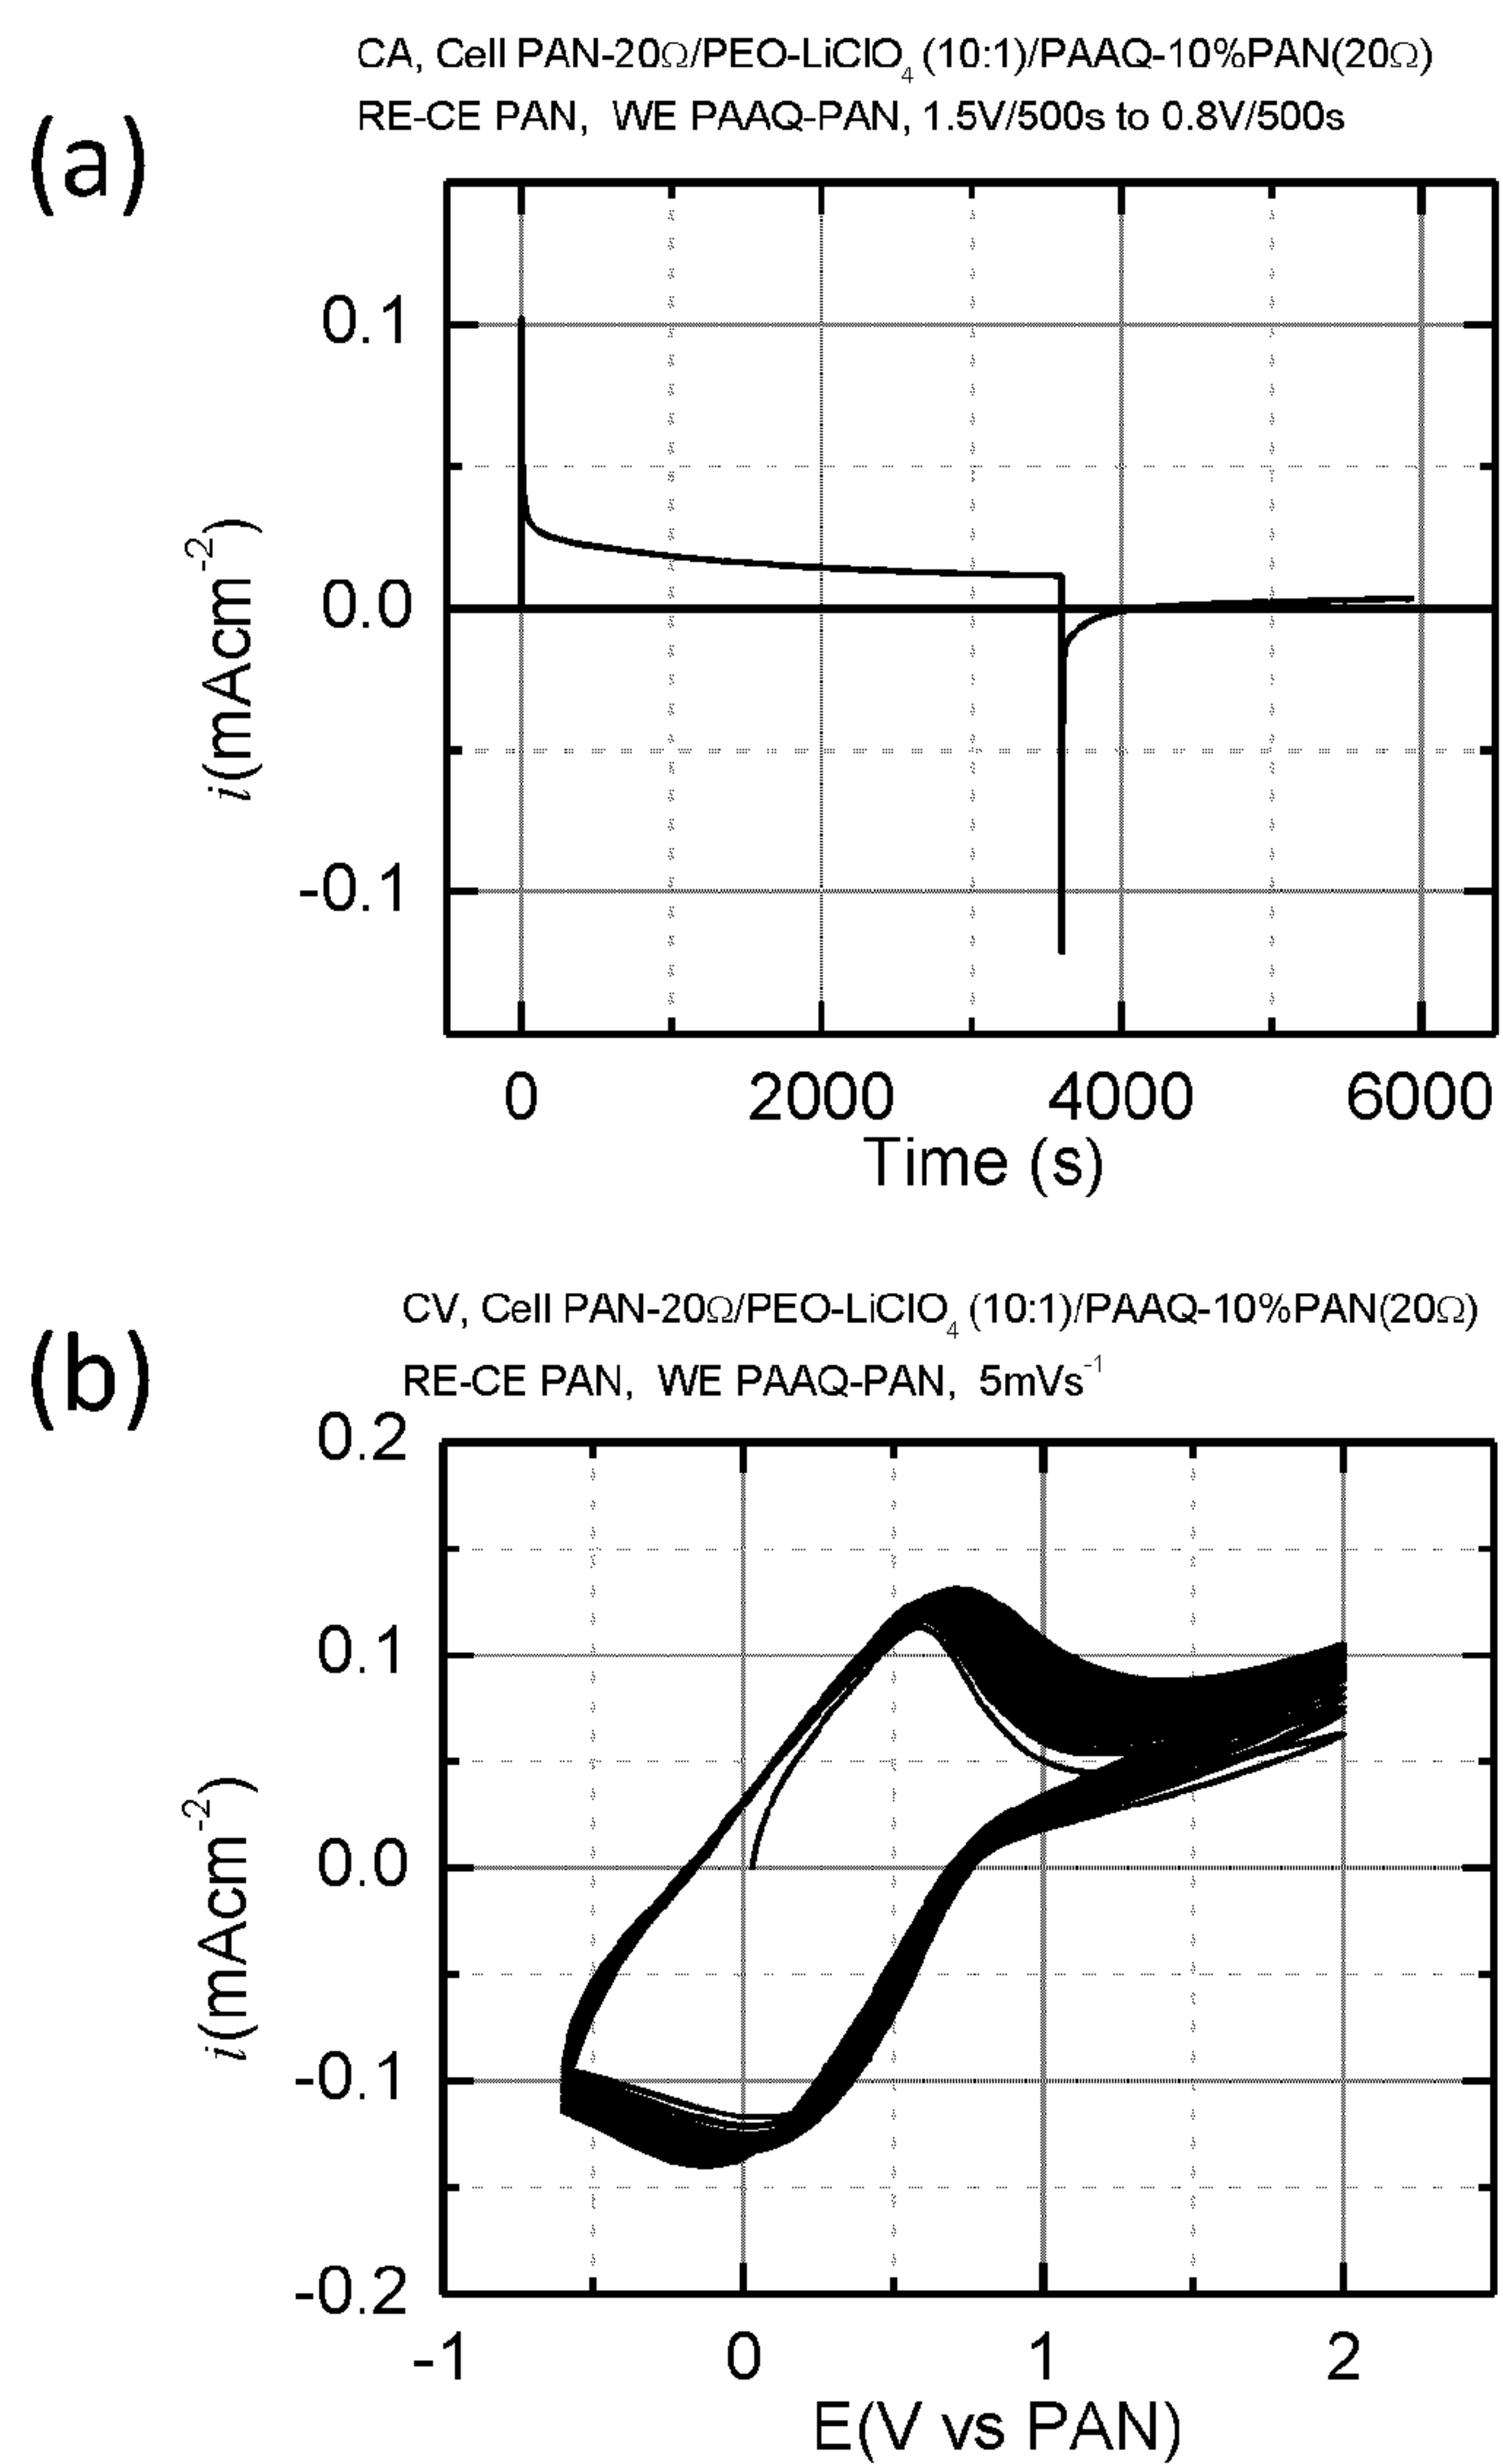 CA, Cell PAN-20Ω/PEO-LiClO₄ (10:1)/PAAQ-10%PAN(20Ω)
RE-CE PAN, WE PAAQ-PAN, 1.5V/500s to 0.8V/500s
(a)
0.1
0.0
-0.1
i(mAcm⁻²)
0 2000 4000 6000
Time (s)
CV, Cell PAN-20Ω/PEO-LiClO₄ (10:1)/PAAQ-10%PAN(20Ω)
(b)
RE-CE PAN, WE PAAQ-PAN, 5mVs⁻¹
0.2
0.1
0.0
-0.1
-0.2
i(mAcm⁻²)
-1 0 1 2
E(V vs PAN)